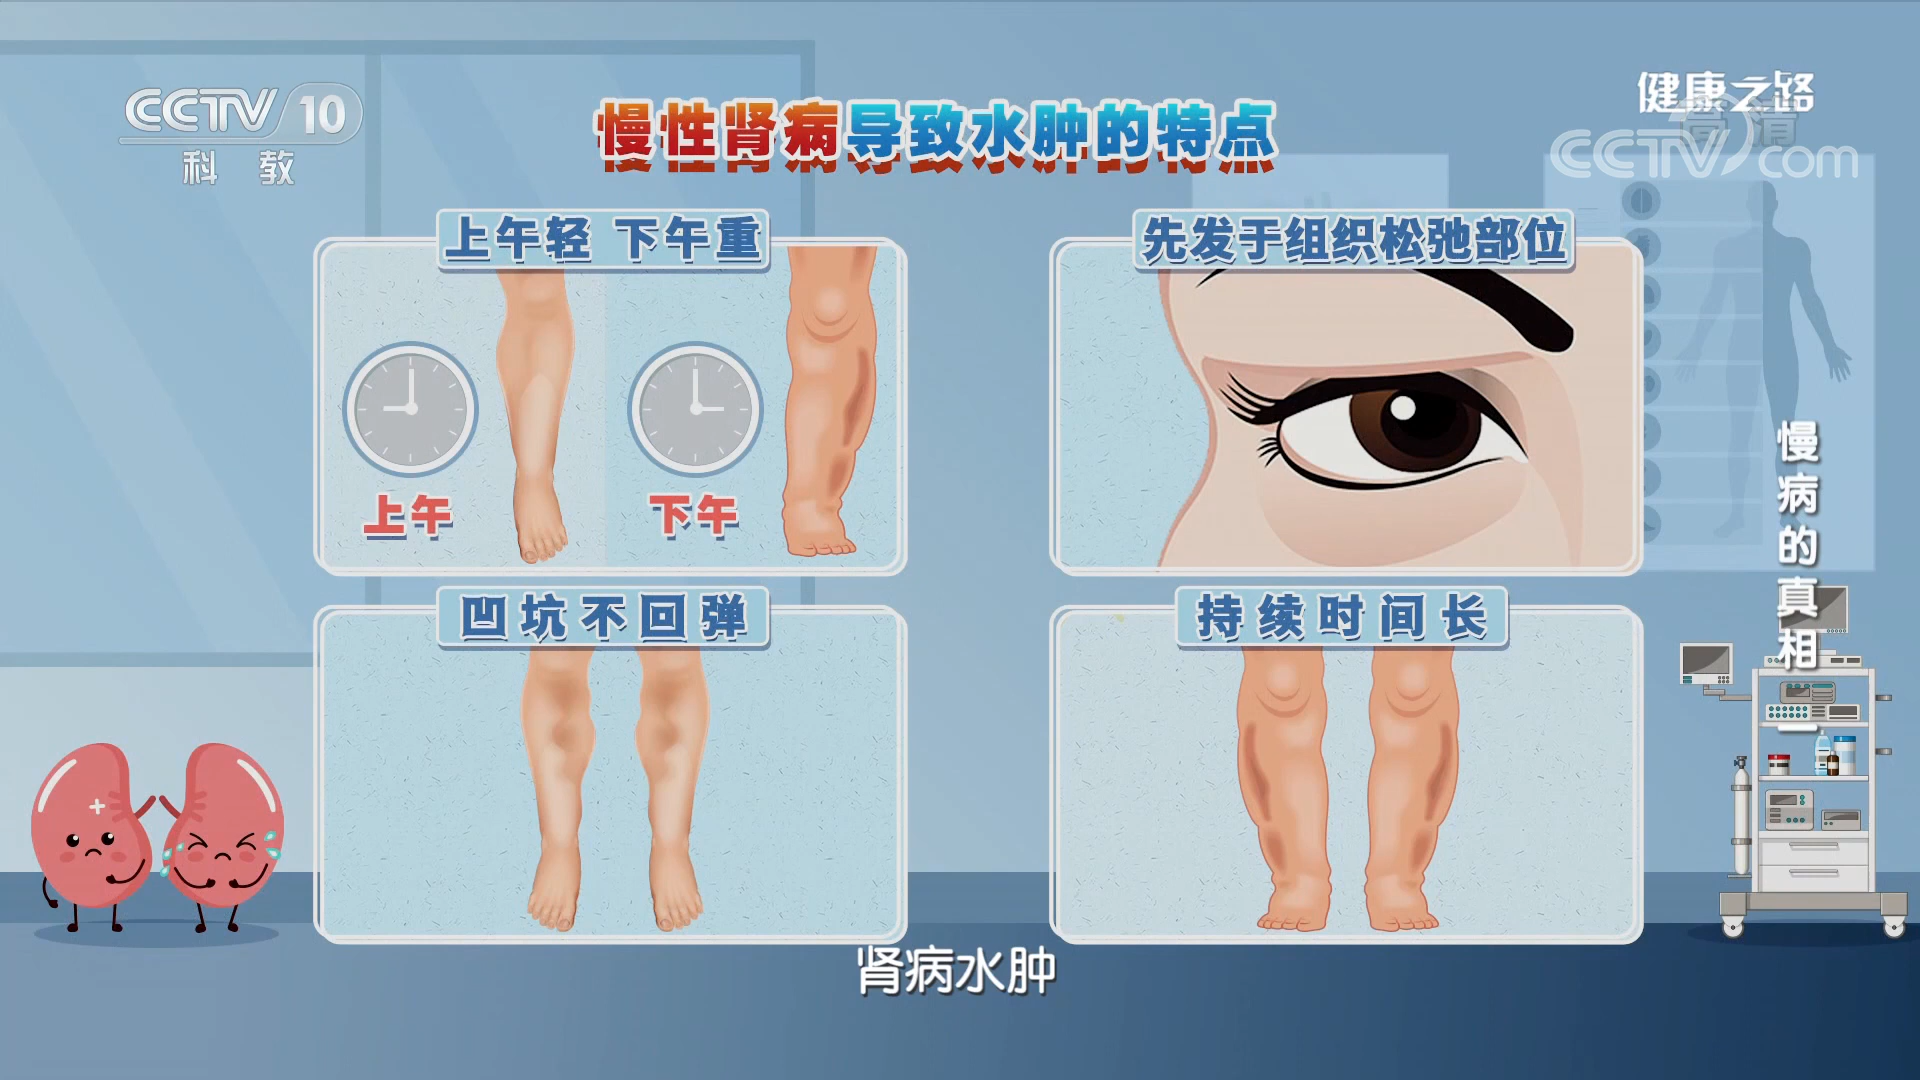 CCTV 10
科 教
健康之路
高清
CCTV.com
慢性肾病导致水肿的特点
上午轻 下午重
先发于组织松弛部位
上午
下午
凹坑不回弹
持续时间长
慢病的真相一
肾病水肿